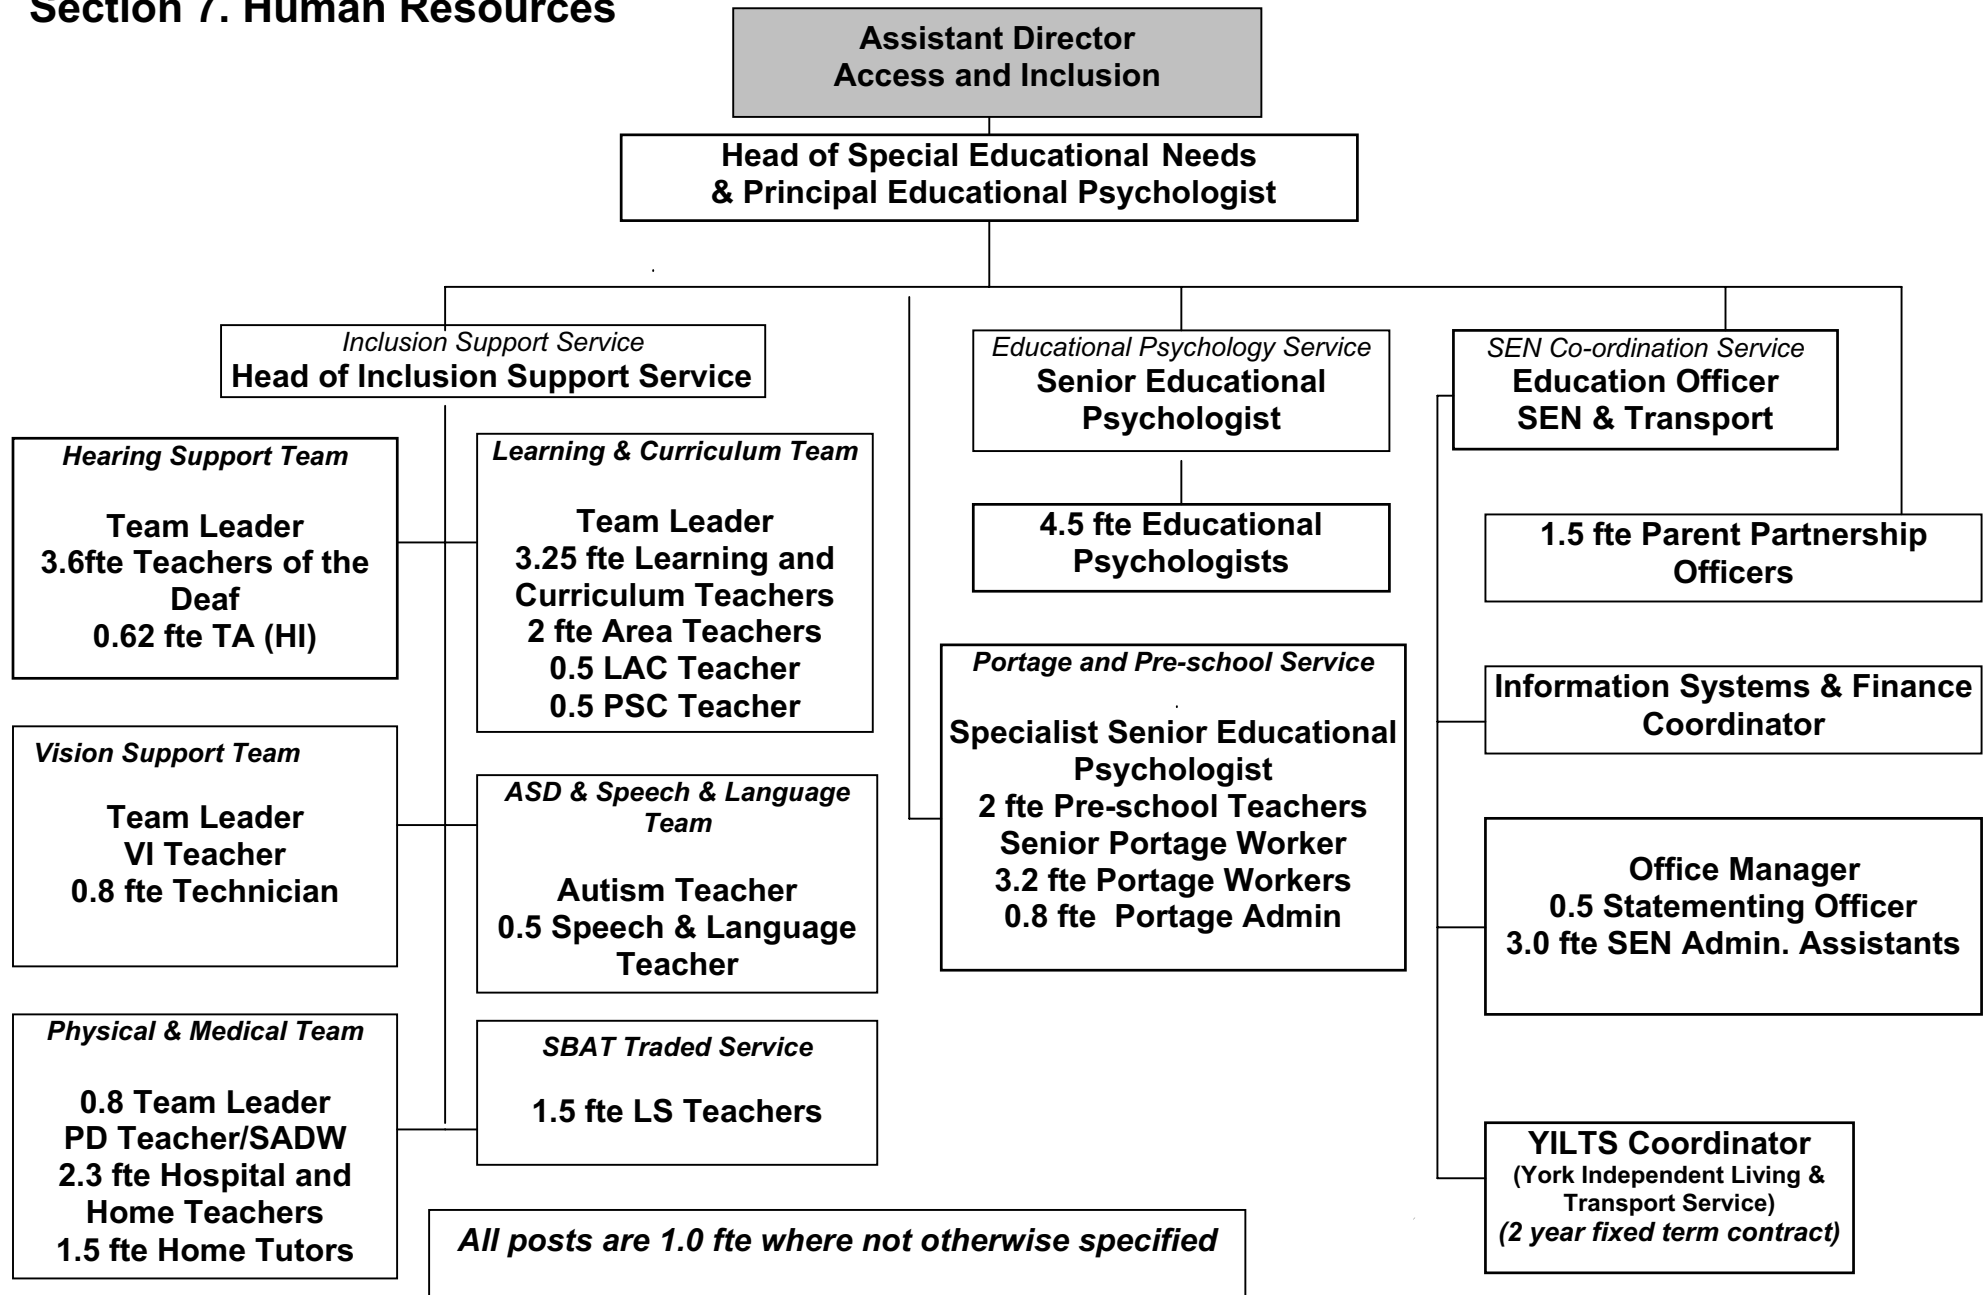 Section 7. Human Resources
Assistant Director
Access and Inclusion
Head of Special Educational Needs
& Principal Educational Psychologist
Inclusion Support Service
Head of Inclusion Support Service
Hearing Support Team
Team Leader
3.6fte Teachers of the
Deaf
0.62 fte TA (HI)
Learning & Curriculum Team
Team Leader
3.25 fte Learning and
Curriculum Teachers
2 fte Area Teachers
0.5 LAC Teacher
0.5 PSC Teacher
Vision Support Team
Team Leader
VI Teacher
0.8 fte Technician
ASD & Speech & Language
Team
Autism Teacher
0.5 Speech & Language
Teacher
Physical & Medical Team
0.8 Team Leader
PD Teacher/SADW
2.3 fte Hospital and
Home Teachers
1.5 fte Home Tutors
SBAT Traded Service
1.5 fte LS Teachers
Educational Psychology Service
Senior Educational
Psychologist
4.5 fte Educational
Psychologists
Portage and Pre-school Service
Specialist Senior Educational
Psychologist
2 fte Pre-school Teachers
Senior Portage Worker
3.2 fte Portage Workers
0.8 fte Portage Admin
SEN Co-ordination Service
Education Officer
SEN & Transport
1.5 fte Parent Partnership
Officers
Information Systems & Finance
Coordinator
Office Manager
0.5 Statementing Officer
3.0 fte SEN Admin. Assistants
YILTS Coordinator
(York Independent Living &
Transport Service)
(2 year fixed term contract)
All posts are 1.0 fte where not otherwise specified